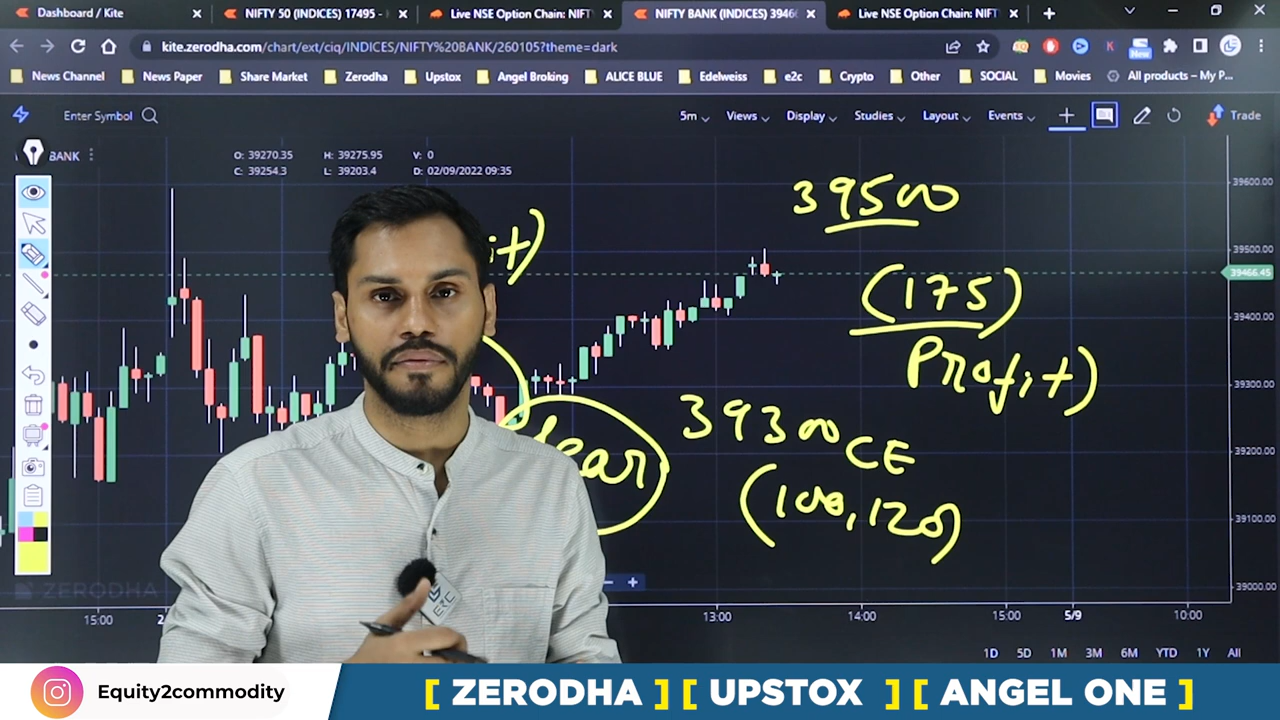 Dashboard / Kite
NIFTY 50 (INDICES) 17495 -
Live NSE Option Chain: NIFT
NIFTY BANK (INDICES) 3946
Live NSE Option Chain: NIFT
kite.zerodha.com/chart/ext/ciq/INDICES/NIFTY%20BANK/260105?theme=dark
New
News Channel News Paper Share Market Zerodha Upstox Angel Broking ALICE BLUE Edelweiss e2c Crypto Other SOCIAL Movies All products – My P...
Enter Symbol 5m Views Display Studies Layout Events Trade
BANK
O: 39270.35 H: 39275.95 V: 0
C: 39254.3 L: 39203.4 D: 02/09/2022 09:35
39500
it)
(175)
Profit)
39300 CE
(100,120)
ear
39600.00
39500.00
39466.45
39400.00
39300.00
39200.00
39100.00
39000.00
ZERODHA
E2C
15:00 2 13:00 14:00 15:00 5/9 10:00
1D 5D 1M 3M 6M YTD 1Y All
Equity2commodity
[ ZERODHA ] [ UPSTOX ] [ ANGEL ONE ]